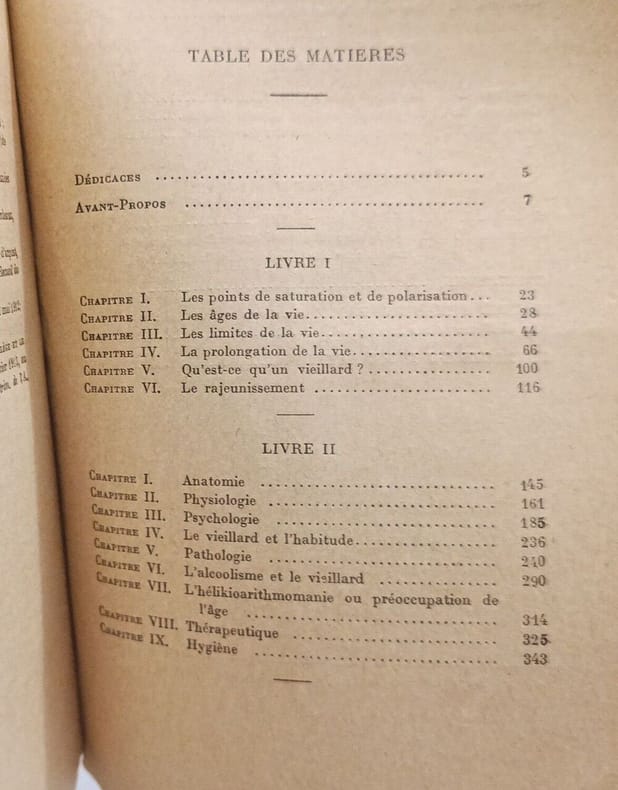 TABLE DES MATIERES
DÉDICACES ........ 5
AVANT-PROPOS ........ 7
LIVRE I
CHAPITRE I. Les points de saturation et de polarisation... 23
CHAPITRE II. Les âges de la vie........ 28
CHAPITRE III. Les limites de la vie........ 44
CHAPITRE IV. La prolongation de la vie........ 66
CHAPITRE V. Qu'est-ce qu'un vieillard ? ........ 100
CHAPITRE VI. Le rajeunissement ........ 116
LIVRE II
CHAPITRE I. Anatomie ........ 145
CHAPITRE II. Physiologie ........ 161
CHAPITRE III. Psychologie ........ 185
CHAPITRE IV. Le vieillard et l'habitude........ 236
CHAPITRE V. Pathologie ........ 240
CHAPITRE VI. L'alcoolisme et le vieillard ........ 290
CHAPITRE VII. L'hélikioarithmomanie ou préoccupation de
l'Âge ........ 314
CHAPITRE VIII. Thérapeutique ........ 325
CHAPITRE IX. Hygiène ........ 343